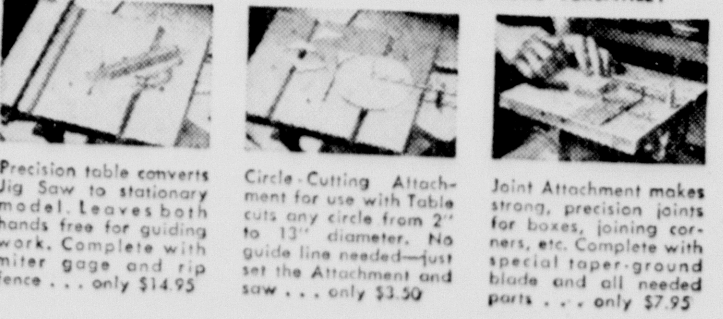 Precision table converts
Jig Saw to stationary
model. Leaves both
hands free for guiding
work. Complete with
miter gage and rip
fence . . . only $14.95
Circle-Cutting Attach-
ment for use with Table
cuts any circle from 2"
to 13" diameter. No
guide line needed—just
set the Attachment and
saw . . . only $3.50
Joint Attachment makes
strong, precision joints
for boxes, joining cor-
ners, etc. Complete with
special taper-ground
blade and all needed
parts . . . only $7.95